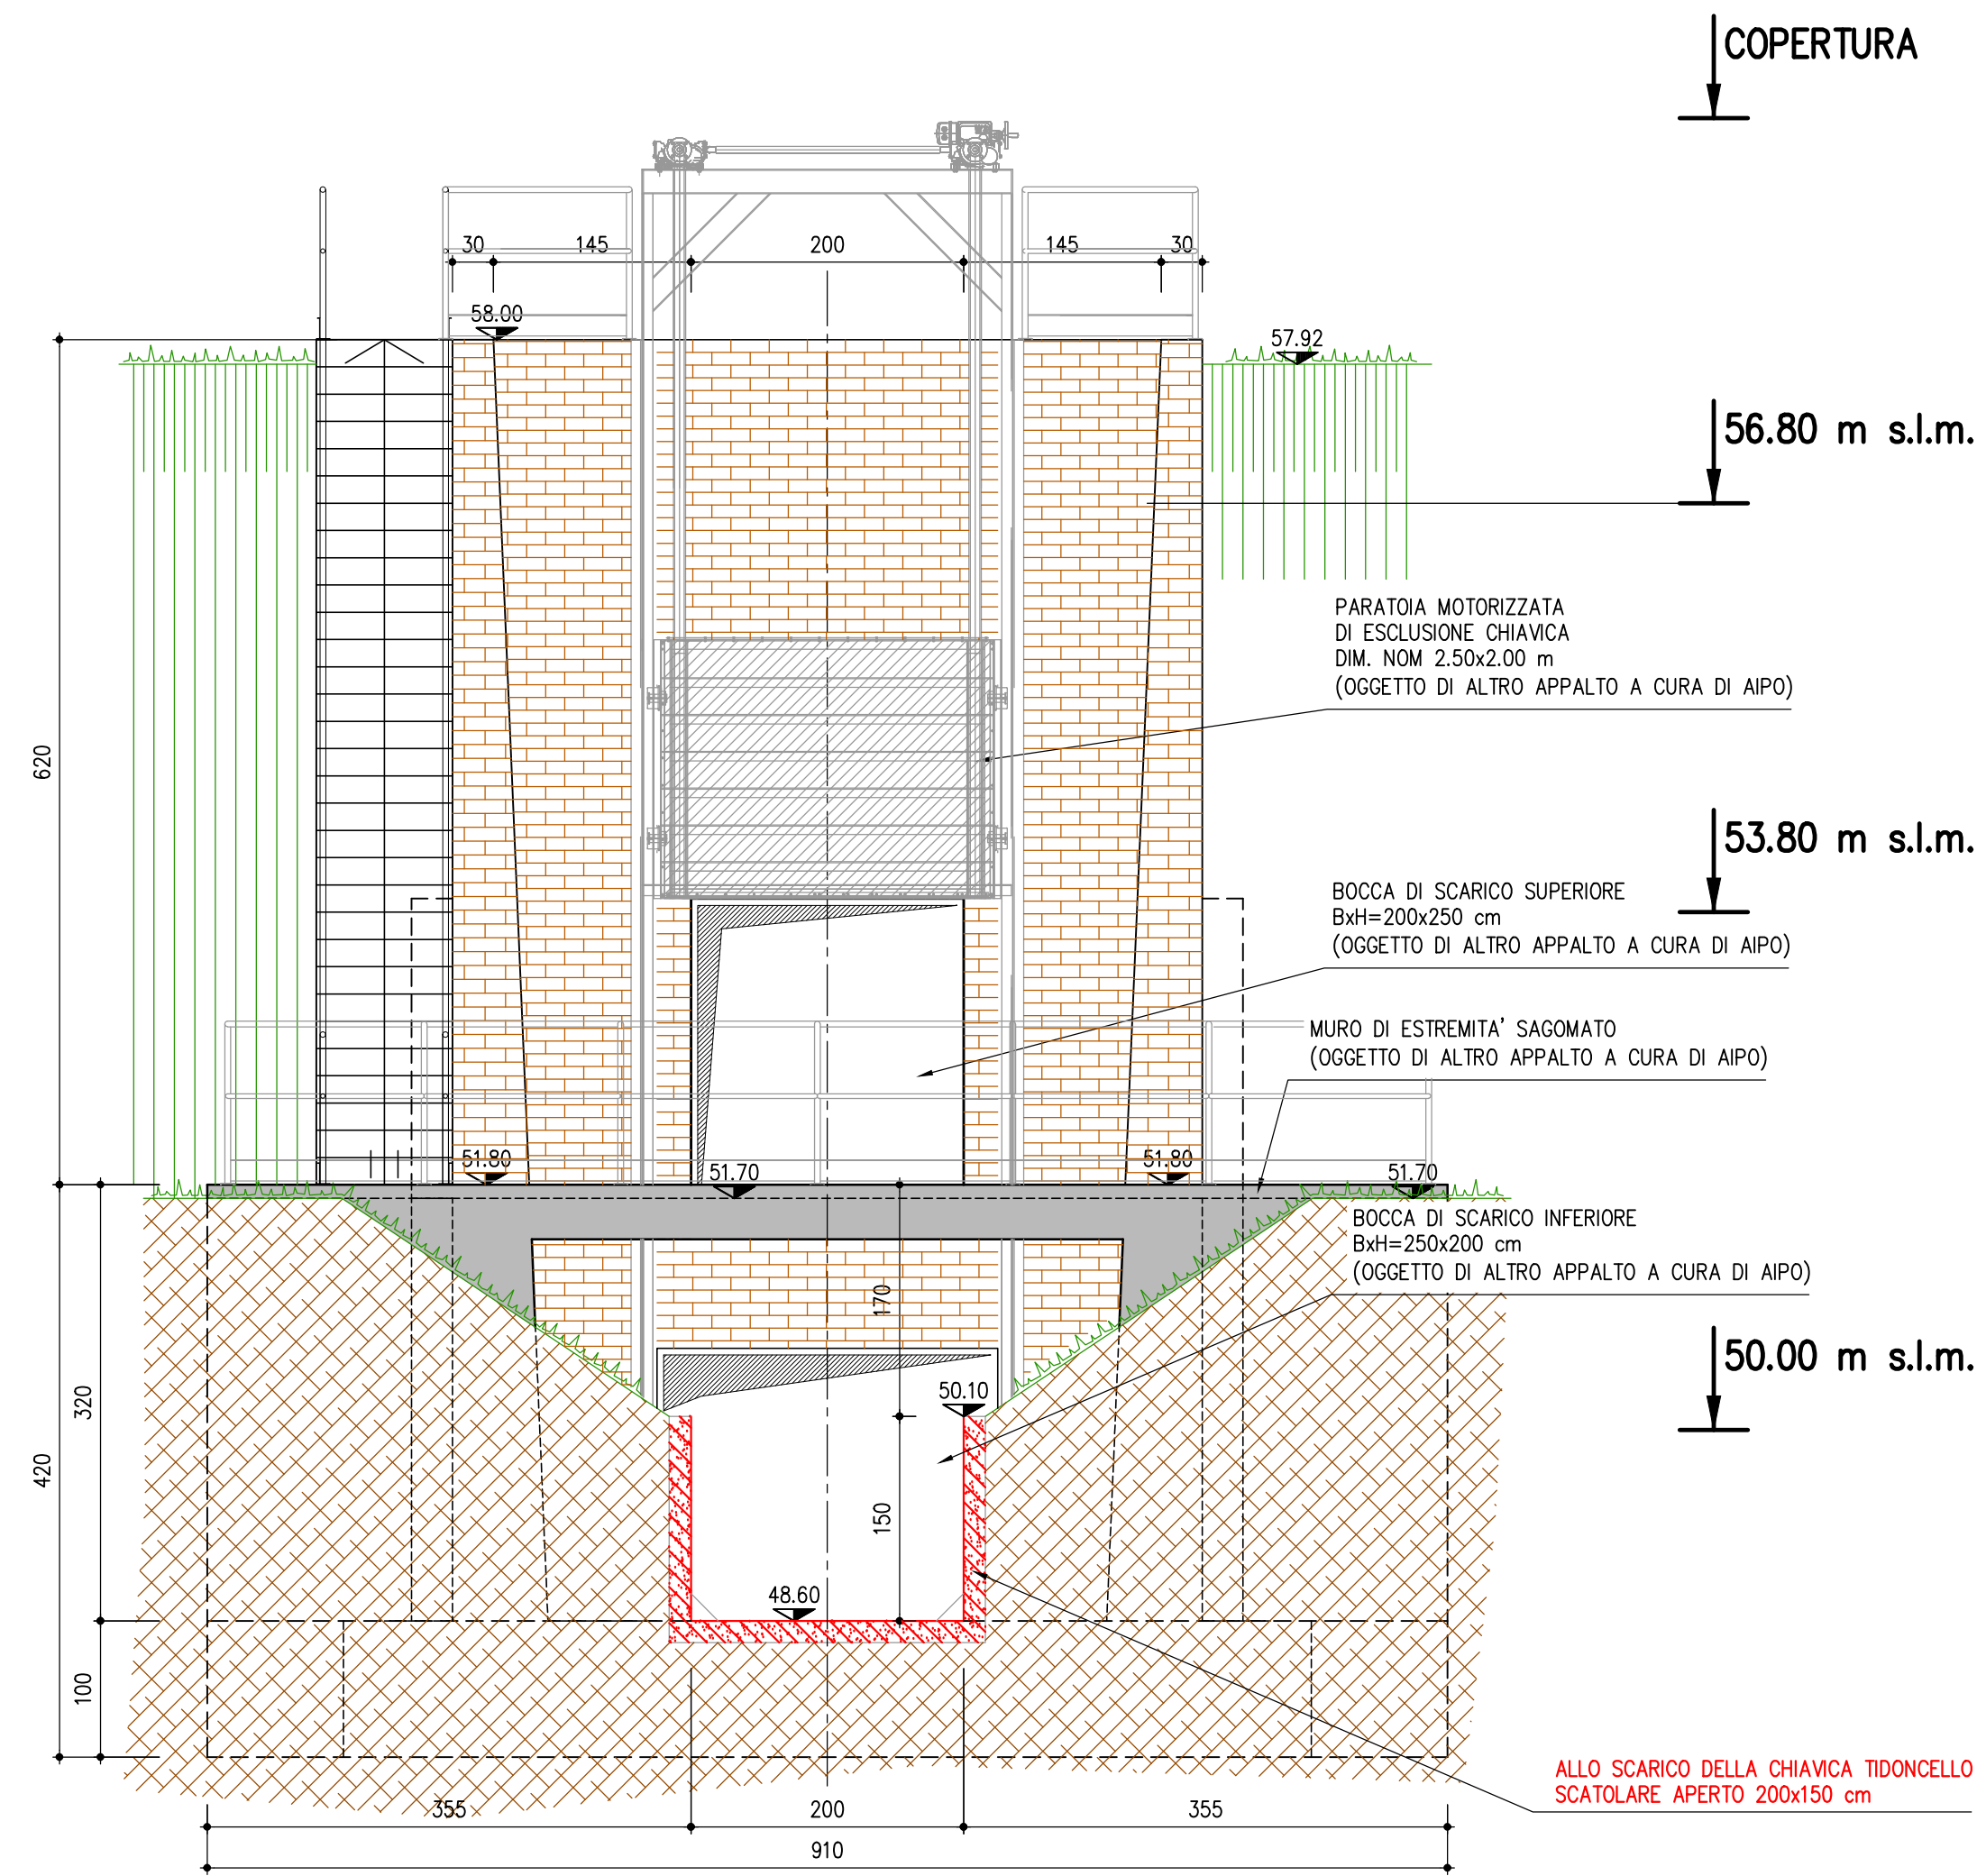 COPERTURA
30
145
200
145
30
58.00
57.92
56.80 m s.l.m.
PARATOIA MOTORIZZATA
DI ESCLUSIONE CHIAVICA
DIM. NOM 2.50x2.00 m
(OGGETTO DI ALTRO APPALTO A CURA DI AIPO)
620
53.80 m s.l.m.
BOCCA DI SCARICO SUPERIORE
BxH=200x250 cm
(OGGETTO DI ALTRO APPALTO A CURA DI AIPO)
MURO DI ESTREMITA' SAGOMATO
(OGGETTO DI ALTRO APPALTO A CURA DI AIPO)
51.80
51.70
51.80
51.70
BOCCA DI SCARICO INFERIORE
BxH=250x200 cm
(OGGETTO DI ALTRO APPALTO A CURA DI AIPO)
170
50.00 m s.l.m.
50.10
320
420
150
48.60
100
ALLO SCARICO DELLA CHIAVICA TIDONCELLO
SCATOLARE APERTO 200x150 cm
355
200
355
910